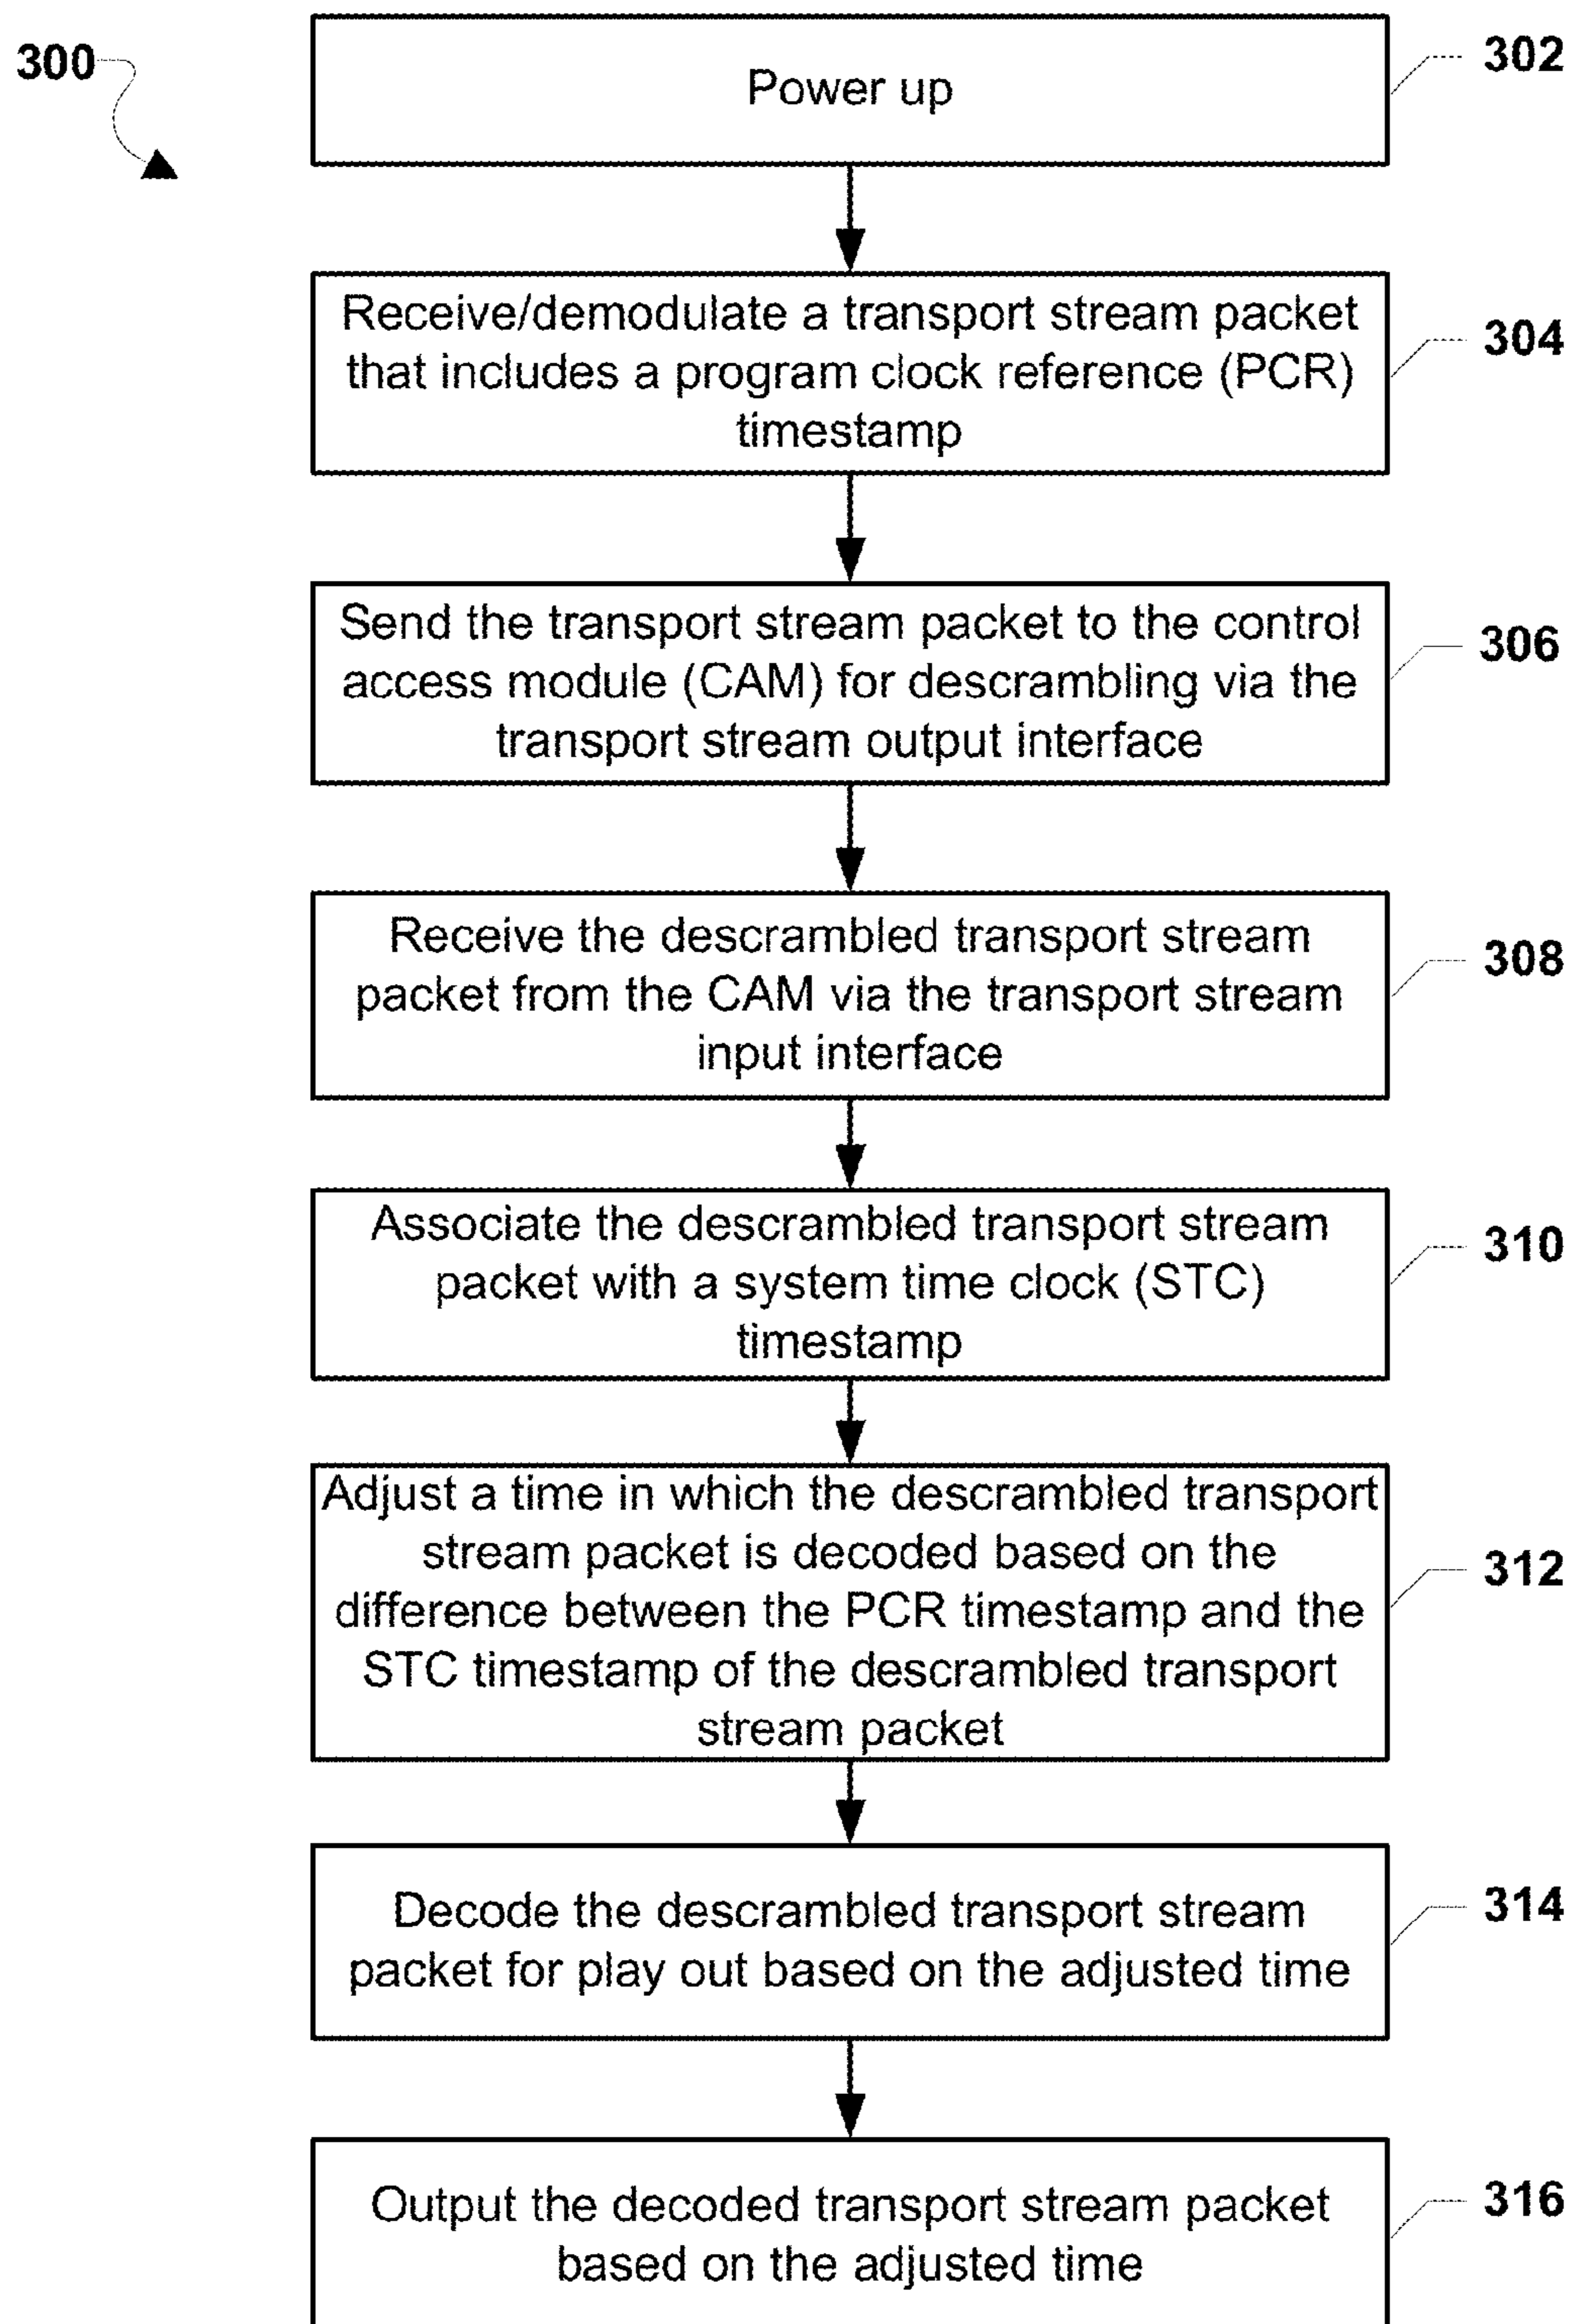 300
Power up
302
Receive/demodulate a transport stream packet
that includes a program clock reference (PCR)
timestamp
304
Send the transport stream packet to the control
access module (CAM) for descrambling via the
transport stream output interface
306
Receive the descrambled transport stream
packet from the CAM via the transport stream
input interface
308
Associate the descrambled transport stream
packet with a system time clock (STC)
timestamp
310
Adjust a time in which the descrambled transport
stream packet is decoded based on the
difference between the PCR timestamp and the
STC timestamp of the descrambled transport
stream packet
312
Decode the descrambled transport stream
packet for play out based on the adjusted time
314
Output the decoded transport stream packet
based on the adjusted time
316